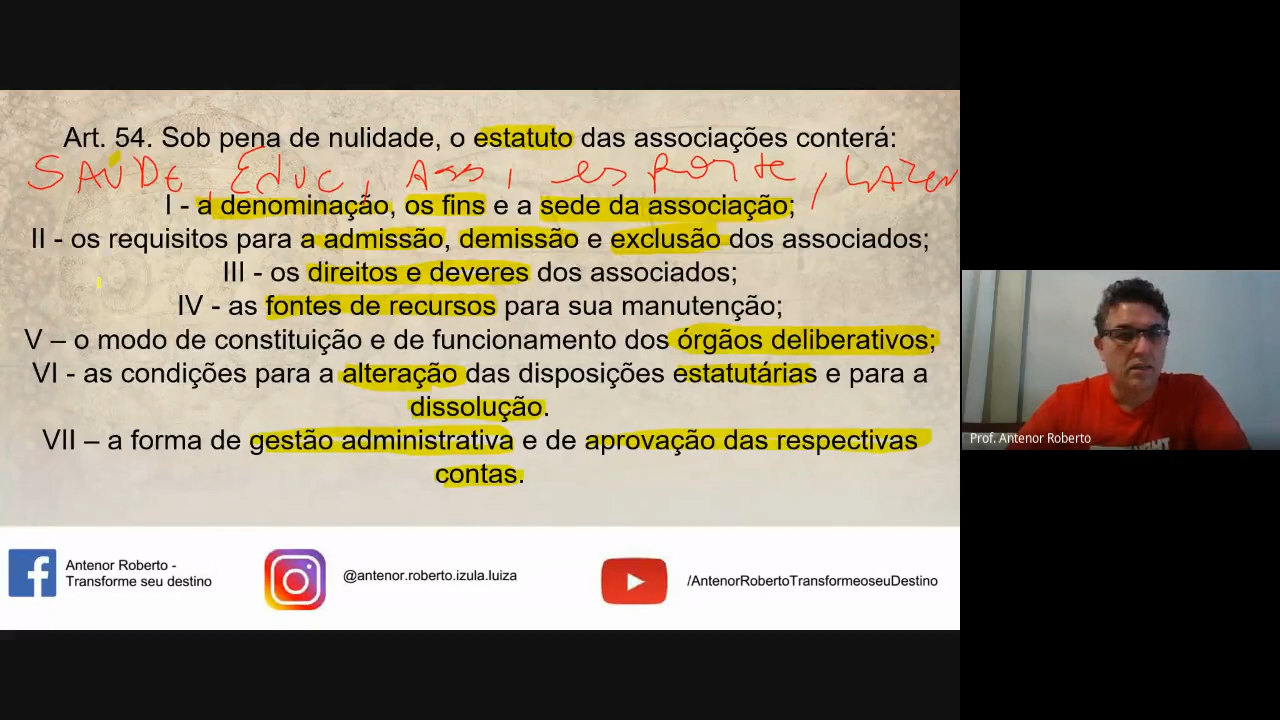 Art. 54. Sob pena de nulidade, o estatuto das associações conterá:
SAÚDE, Educ, ASS, esporte, Lazer
I - a denominação, os fins e a sede da associação;
II - os requisitos para a admissão, demissão e exclusão dos associados;
III - os direitos e deveres dos associados;
IV - as fontes de recursos para sua manutenção;
V – o modo de constituição e de funcionamento dos órgãos deliberativos;
VI - as condições para a alteração das disposições estatutárias e para a
dissolução.
VII – a forma de gestão administrativa e de aprovação das respectivas
contas.
Antenor Roberto -
Transforme seu destino
@antenor.roberto.izula.luiza
/AntenorRobertoTransformeoseuDestino
Prof. Antenor Roberto